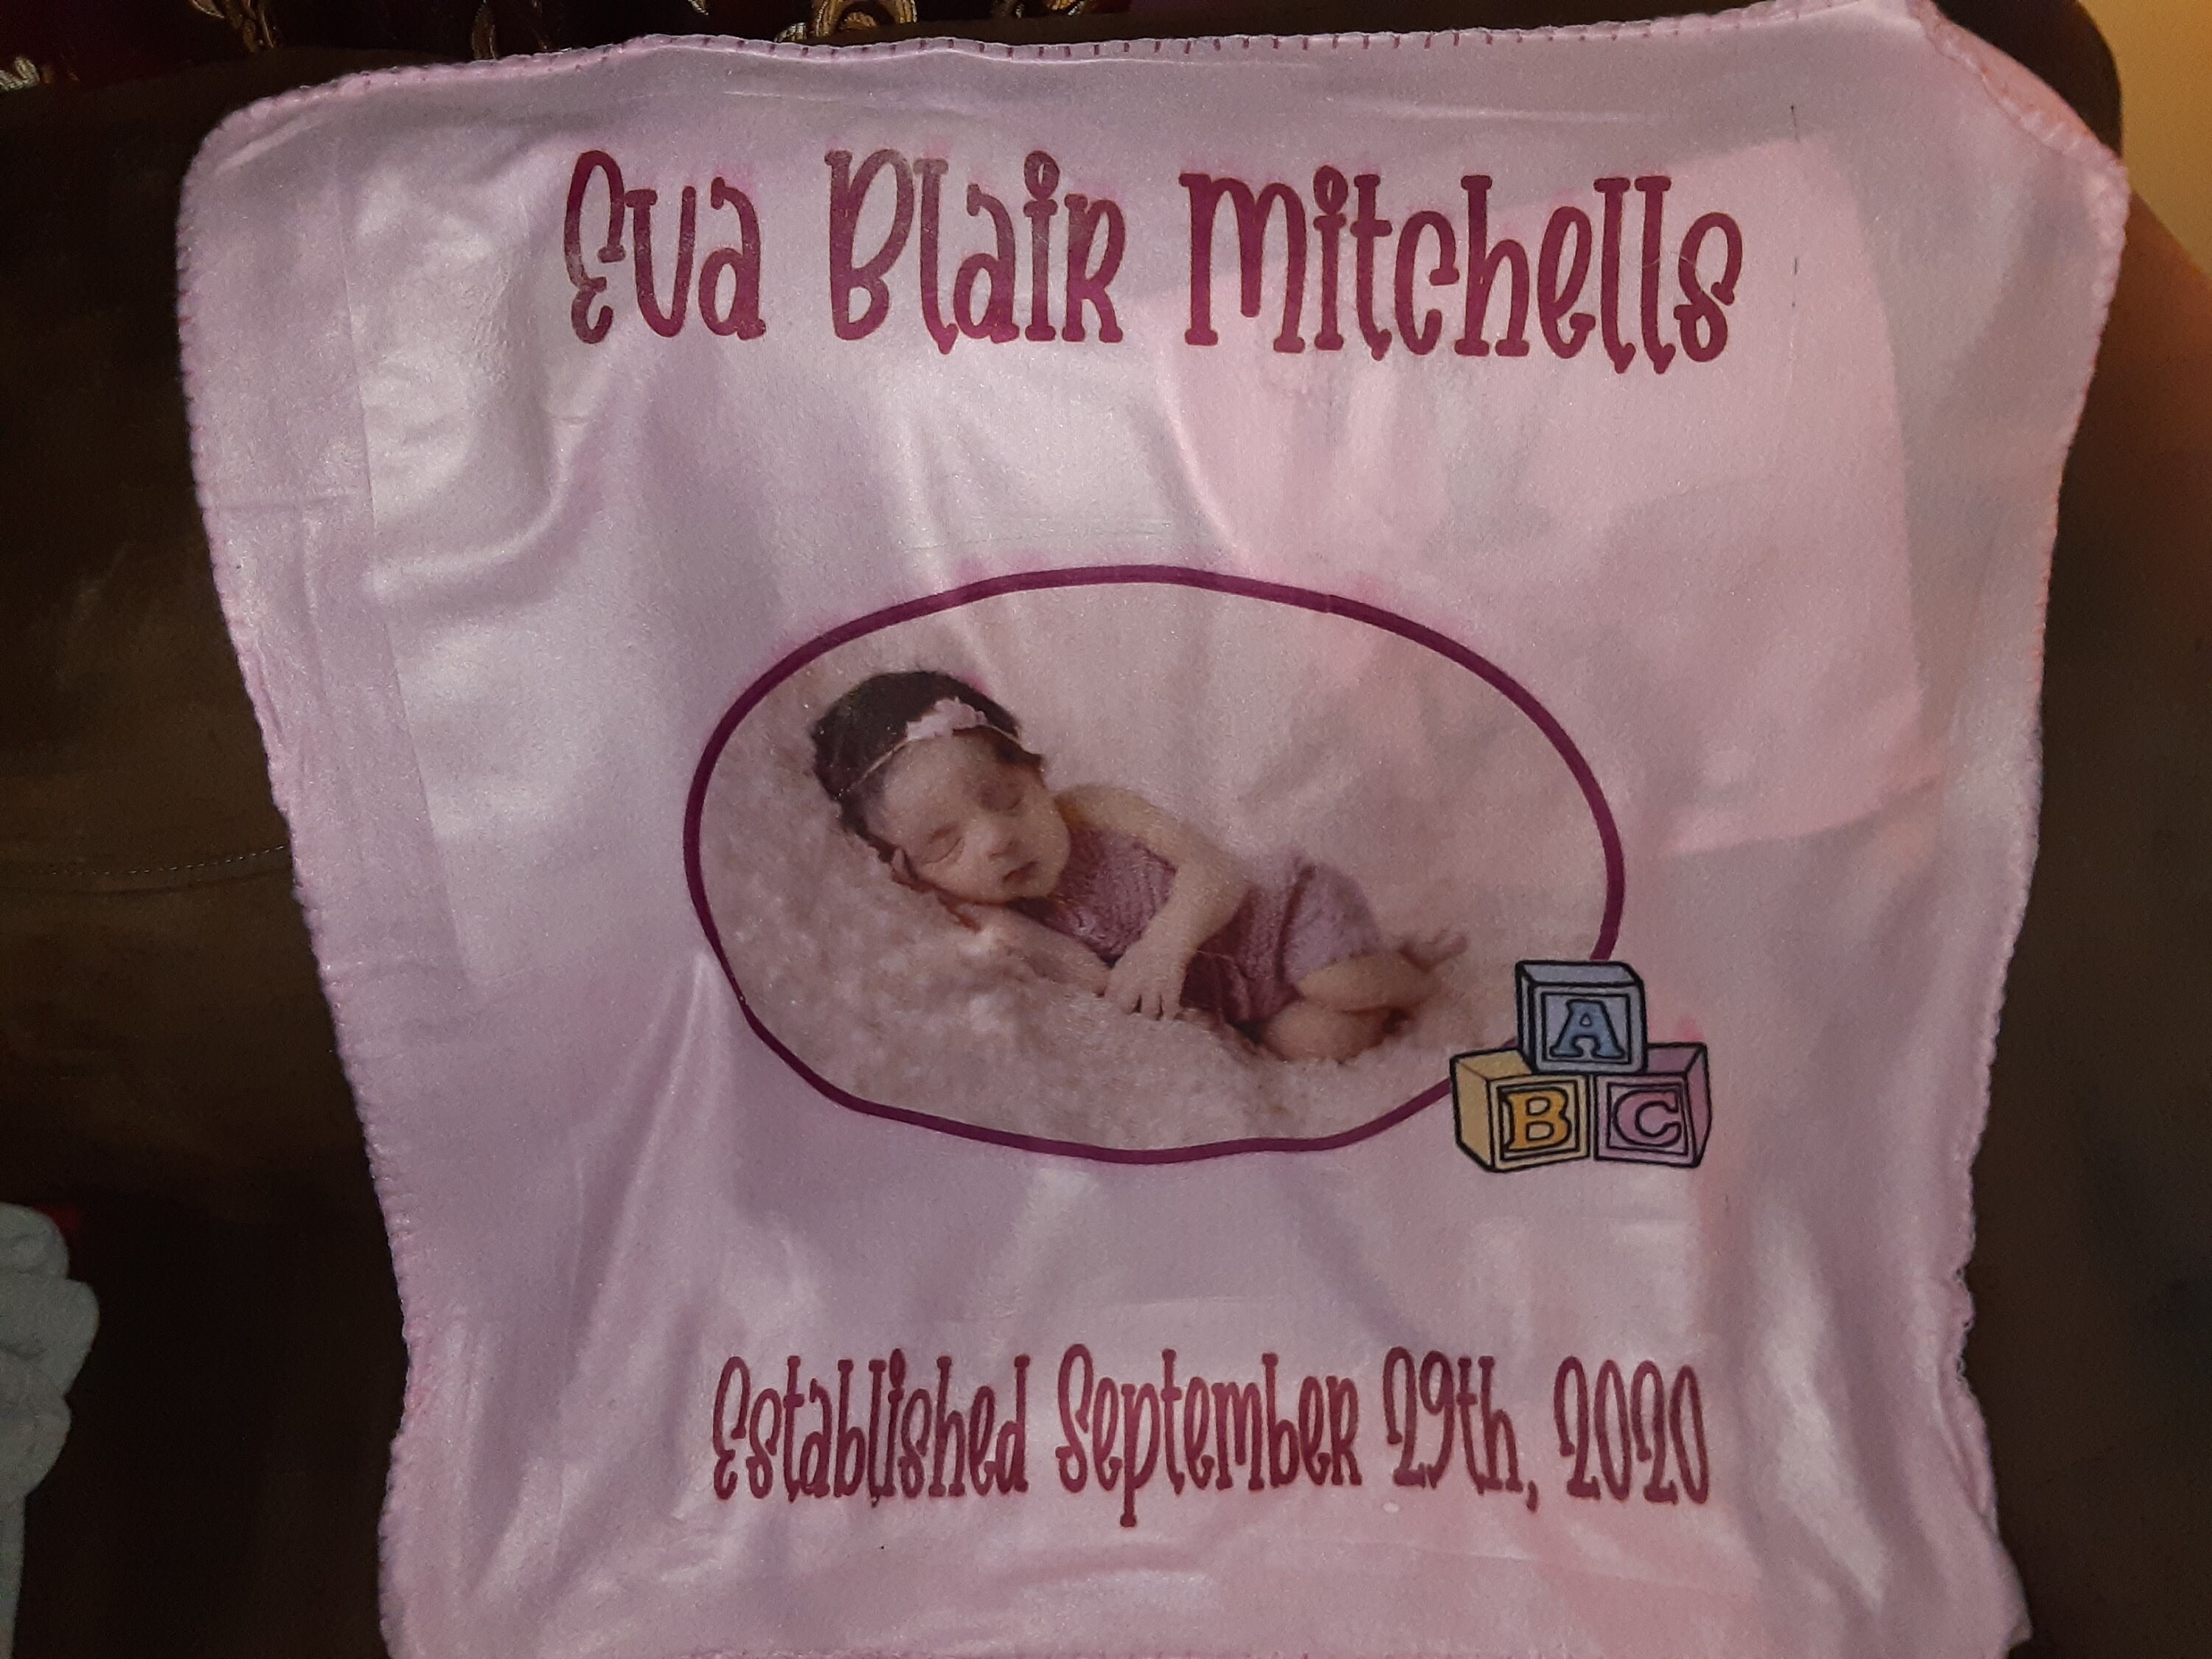 Eva Blair Mitchells
A
B C
Established September 29th, 2020